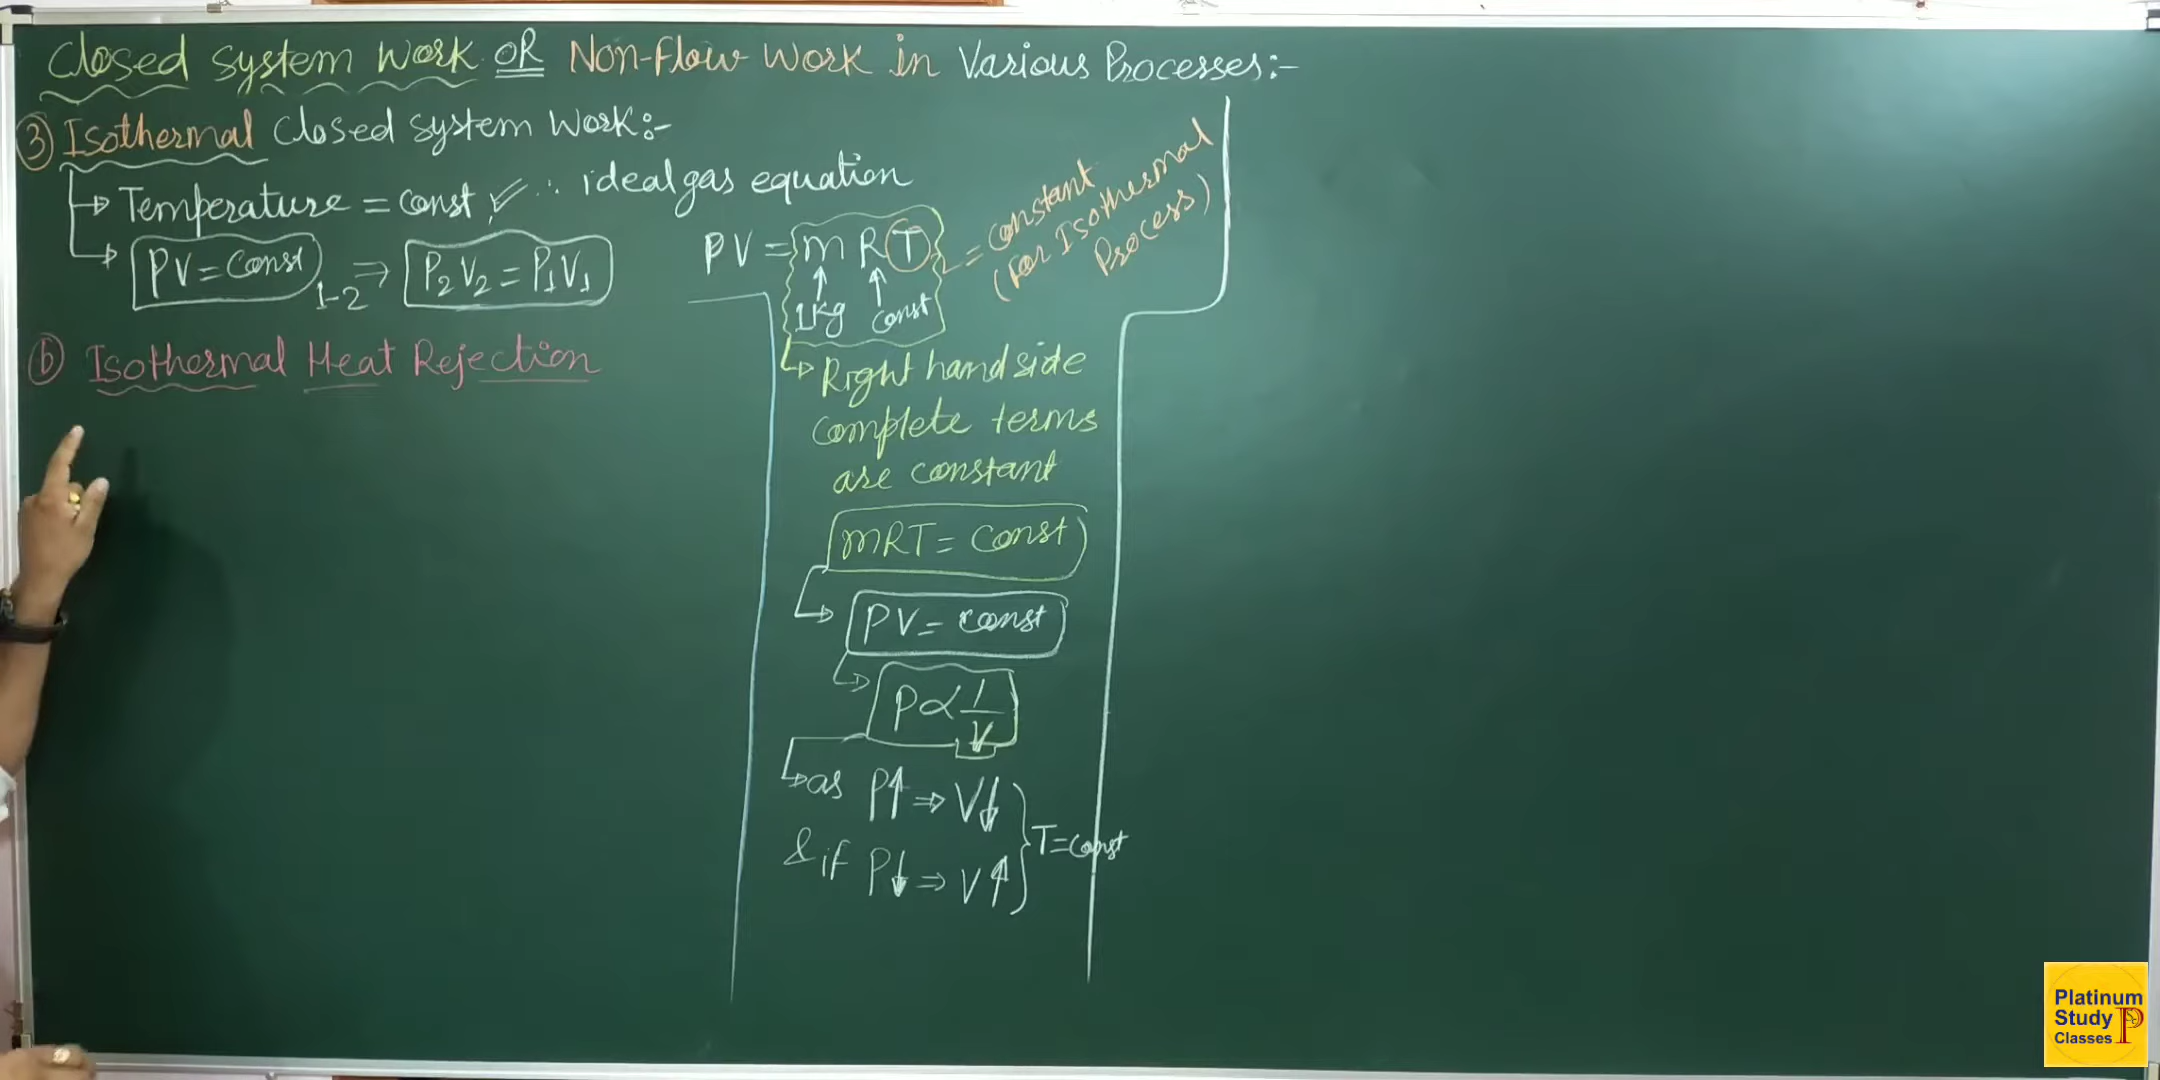 Closed System Work OR Non-Flow Work in Various Processes:-
③ Isothermal Closed System Work:-
Temperature = Const ∴ ideal gas equation
PV = Const 1-2 ⇒ P₂V₂ = P₁V₁
PV = mRT = constant (For Isothermal Process)
1kg const
ⓑ Isothermal Heat Rejection
Right hand side
complete terms
are constant
mRT = Const
PV = const
P ∝ 1/V
as P↑ ⇒ V↓
& if P↓ ⇒ V↑
T = const
Platinum
Study
Classes